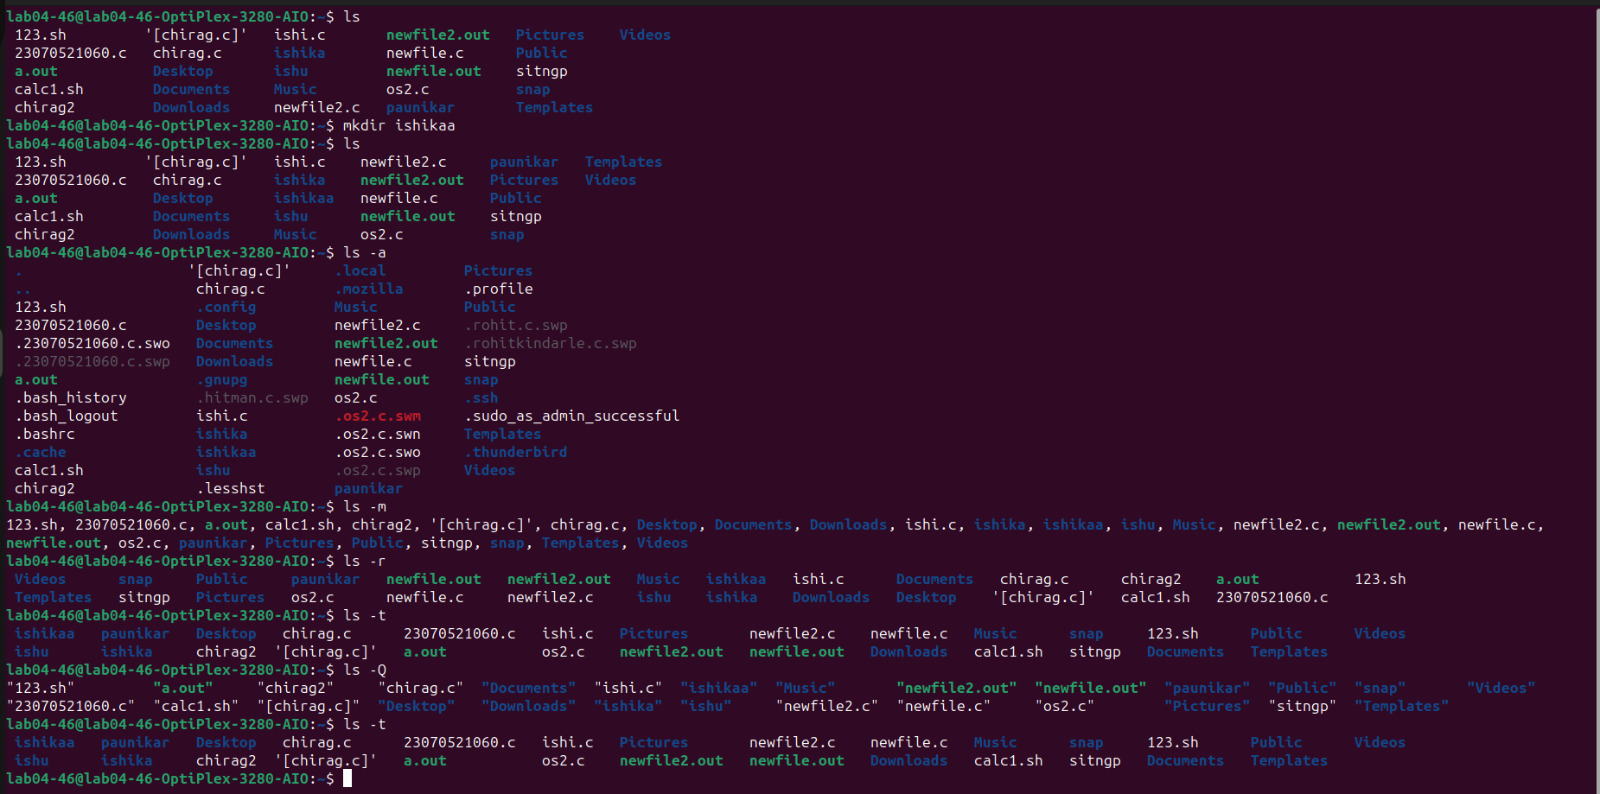 lab04-46@lab04-46-OptiPlex-3280-AIO:~$ ls
123.sh '[chirag.c]' ishi.c newfile2.out Pictures Videos
23070521060.c chirag.c ishika newfile.c Public
a.out Desktop ishu newfile.out sitngp
calc1.sh Documents Music os2.c snap
chirag2 Downloads newfile2.c paunikar Templates
lab04-46@lab04-46-OptiPlex-3280-AIO:~$ mkdir ishikaa
lab04-46@lab04-46-OptiPlex-3280-AIO:~$ ls
123.sh '[chirag.c]' ishi.c newfile2.c paunikar Templates
23070521060.c chirag.c ishika newfile2.out Pictures Videos
a.out Desktop ishikaa newfile.c Public
calc1.sh Documents ishu newfile.out sitngp
chirag2 Downloads Music os2.c snap
lab04-46@lab04-46-OptiPlex-3280-AIO:~$ ls -a
. '[chirag.c]' .local Pictures
.. chirag.c .mozilla .profile
123.sh .config Music Public
23070521060.c Desktop newfile2.c .rohit.c.swp
.23070521060.c.swo Documents newfile2.out .rohitkindarle.c.swp
.23070521060.c.swp Downloads newfile.c sitngp
a.out .gnupg newfile.out snap
.bash_history .hitman.c.swp os2.c .ssh
.bash_logout ishi.c .os2.c.swm .sudo_as_admin_successful
.bashrc ishika .os2.c.swn Templates
.cache ishikaa .os2.c.swo .thunderbird
calc1.sh ishu .os2.c.swp Videos
chirag2 .lesshst paunikar
lab04-46@lab04-46-OptiPlex-3280-AIO:~$ ls -m
123.sh, 23070521060.c, a.out, calc1.sh, chirag2, '[chirag.c]', chirag.c, Desktop, Documents, Downloads, ishi.c, ishika, ishikaa, ishu, Music, newfile2.c, newfile2.out, newfile.c,
newfile.out, os2.c, paunikar, Pictures, Public, sitngp, snap, Templates, Videos
lab04-46@lab04-46-OptiPlex-3280-AIO:~$ ls -r
Videos snap Public paunikar newfile.out newfile2.out Music ishikaa ishi.c Documents chirag.c chirag2 a.out 123.sh
Templates sitngp Pictures os2.c newfile.c newfile2.c ishu ishika Downloads Desktop '[chirag.c]' calc1.sh 23070521060.c
lab04-46@lab04-46-OptiPlex-3280-AIO:~$ ls -t
ishikaa paunikar Desktop chirag.c 23070521060.c ishi.c Pictures newfile2.c newfile.c Music snap 123.sh Public Videos
ishu ishika chirag2 '[chirag.c]' a.out os2.c newfile2.out newfile.out Downloads calc1.sh sitngp Documents Templates
lab04-46@lab04-46-OptiPlex-3280-AIO:~$ ls -Q
"123.sh" "a.out" "chirag2" "chirag.c" "Documents" "ishi.c" "ishikaa" "Music" "newfile2.out" "newfile.out" "paunikar" "Public" "snap" "Videos"
"23070521060.c" "calc1.sh" "[chirag.c]" "Desktop" "Downloads" "ishika" "ishu" "newfile2.c" "newfile.c" "os2.c" "Pictures" "sitngp" "Templates"
lab04-46@lab04-46-OptiPlex-3280-AIO:~$ ls -t
ishikaa paunikar Desktop chirag.c 23070521060.c ishi.c Pictures newfile2.c newfile.c Music snap 123.sh Public Videos
ishu ishika chirag2 '[chirag.c]' a.out os2.c newfile2.out newfile.out Downloads calc1.sh sitngp Documents Templates
lab04-46@lab04-46-OptiPlex-3280-AIO:~$